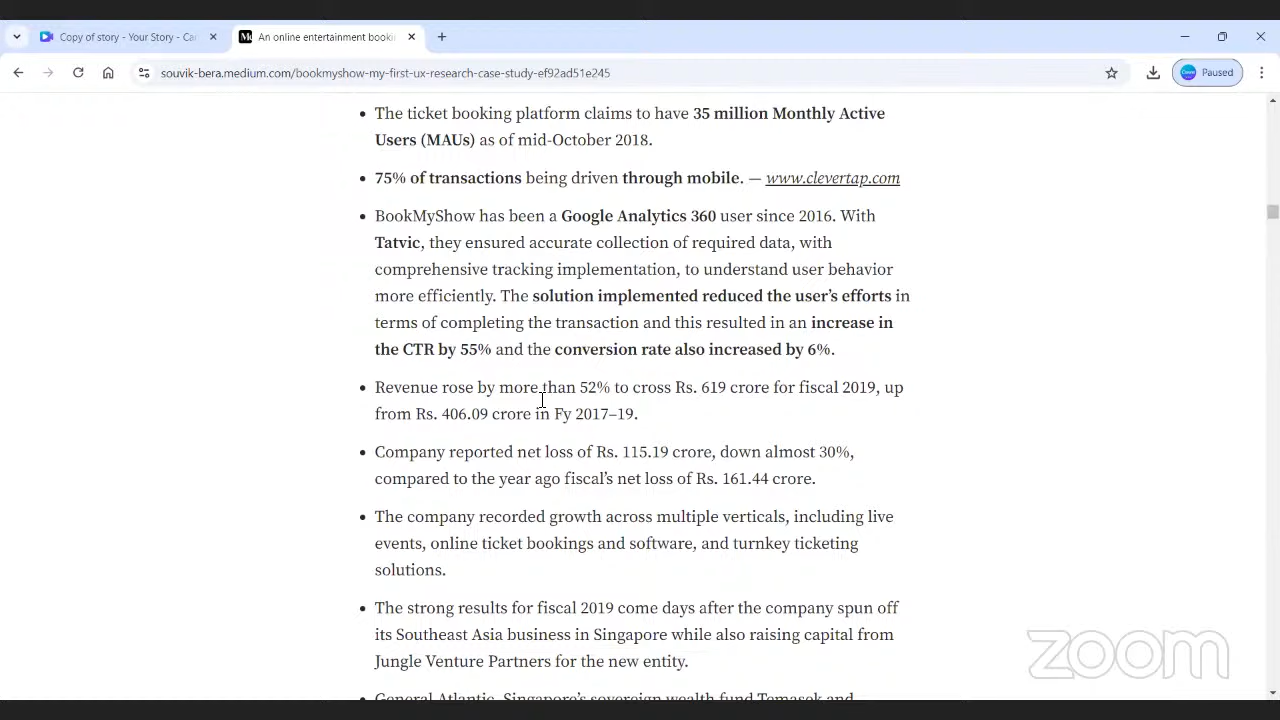 Copy of story - Your Story - Ca
An online entertainment booki
souvik-bera.medium.com/bookmyshow-my-first-ux-research-case-study-ef92ad51e245
Paused
The ticket booking platform claims to have 35 million Monthly Active
Users (MAUs) as of mid-October 2018.
75% of transactions being driven through mobile. — www.clevertap.com
BookMyShow has been a Google Analytics 360 user since 2016. With
Tatvic, they ensured accurate collection of required data, with
comprehensive tracking implementation, to understand user behavior
more efficiently. The solution implemented reduced the user’s efforts in
terms of completing the transaction and this resulted in an increase in
the CTR by 55% and the conversion rate also increased by 6%.
Revenue rose by more than 52% to cross Rs. 619 crore for fiscal 2019, up
from Rs. 406.09 crore in Fy 2017–19.
Company reported net loss of Rs. 115.19 crore, down almost 30%,
compared to the year ago fiscal’s net loss of Rs. 161.44 crore.
The company recorded growth across multiple verticals, including live
events, online ticket bookings and software, and turnkey ticketing
solutions.
The strong results for fiscal 2019 come days after the company spun off
its Southeast Asia business in Singapore while also raising capital from
Jungle Venture Partners for the new entity.
General Atlantic, Singapore’s sovereign wealth fund Temasek and
zoom